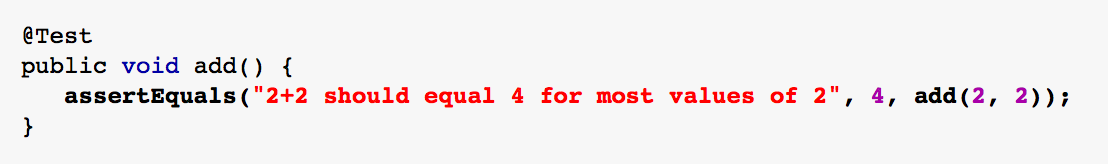 @Test
public void add() {
   assertEquals("2+2 should equal 4 for most values of 2", 4, add(2, 2));
}